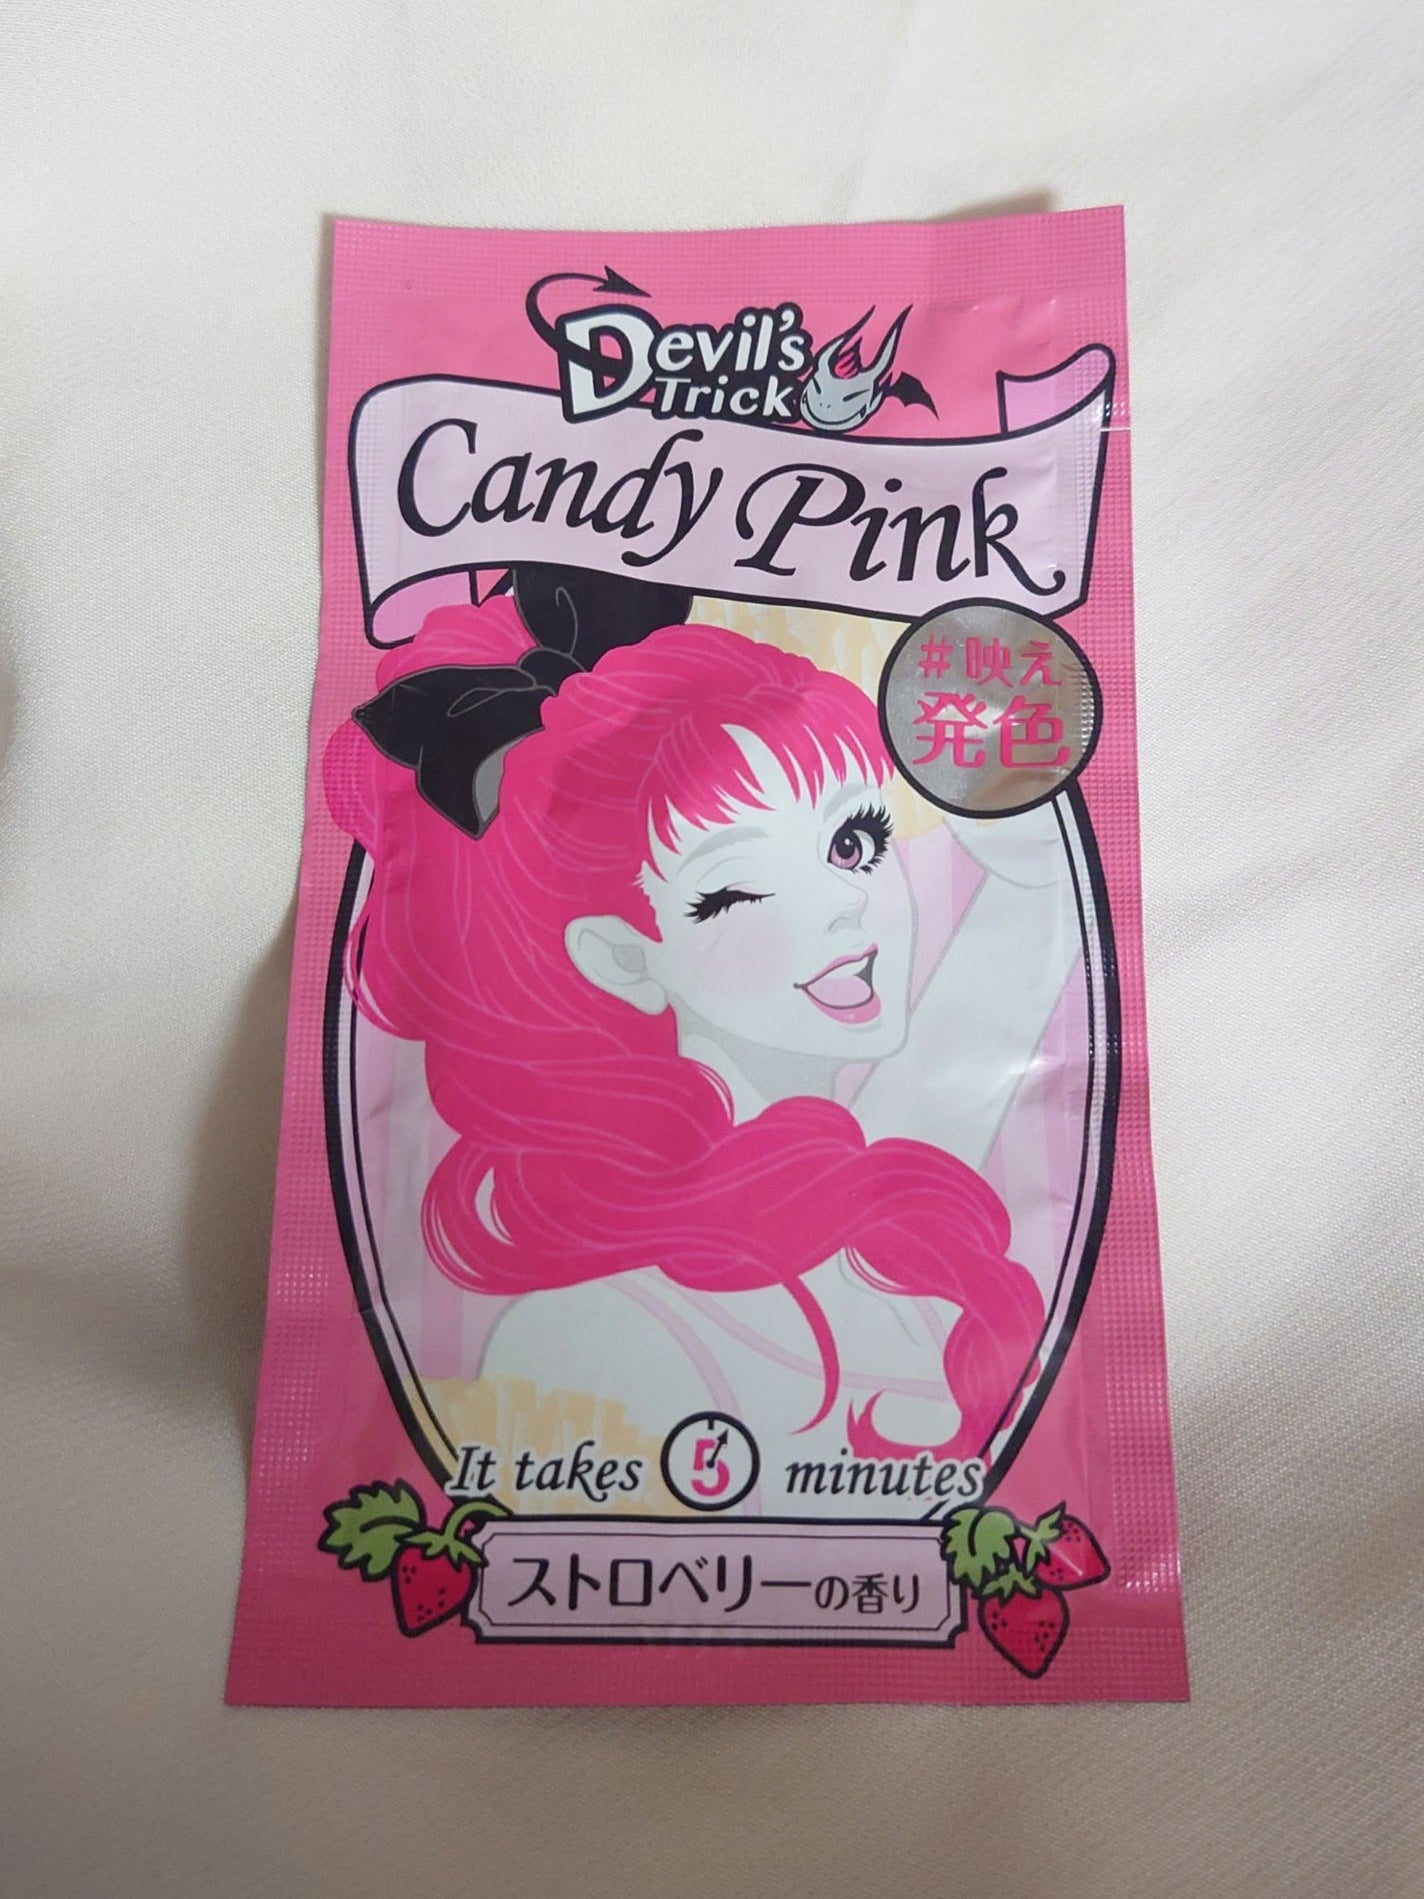 Devil's
Trick
Candy Pink
#映え
発色
It takes 5 minutes
ストロベリーの香り